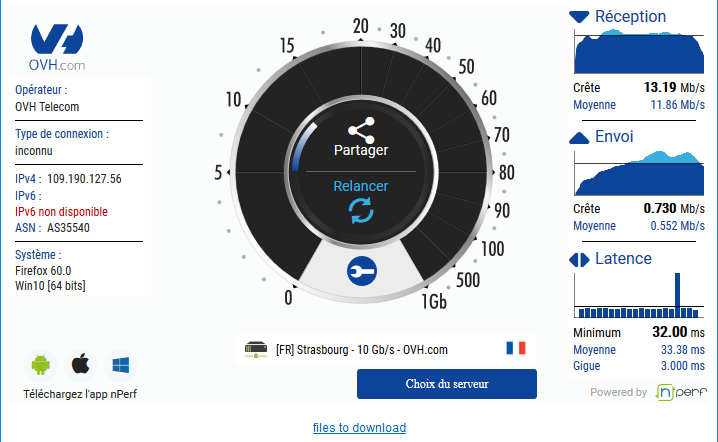 OVH.com
Opérateur :
OVH Telecom
Type de connexion :
inconnu
IPv4 : 109.190.127.56
IPv6 :
IPv6 non disponible
ASN : AS35540
Système :
Firefox 60.0
Win10 [64 bits]
Téléchargez l'app nPerf
0
5
10
15
20
30
40
50
60
70
80
90
100
500
1Gb
Partager
Relancer
[FR] Strasbourg - 10 Gb/s - OVH.com
Choix du serveur
Réception
Crête 13.19 Mb/s
Moyenne 11.86 Mb/s
Envoi
Crête 0.730 Mb/s
Moyenne 0.552 Mb/s
Latence
Minimum 32.00 ms
Moyenne 33.38 ms
Gigue 3.000 ms
Powered by nperf
files to download